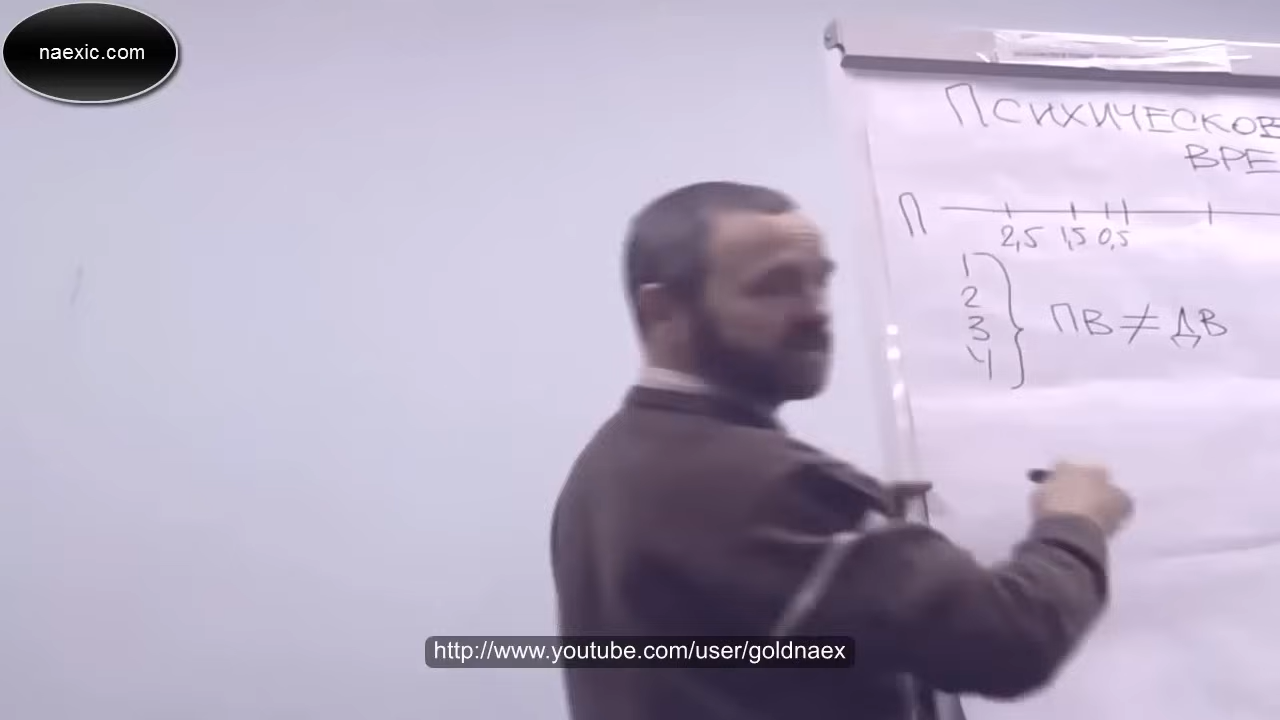 naexic.com
ПСИХИЧЕСКОЕ
ВРЕ
П
2,5 1,5 0,5
1
2
3
4
ПВ ≠ ДВ
http://www.youtube.com/user/goldnaex